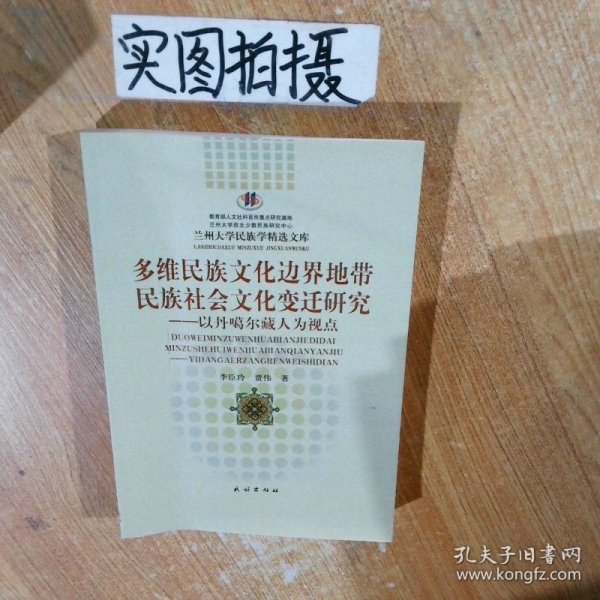 实图拍摄
教育部人文社科百所重点研究基地
兰州大学西北少数民族研究中心
兰州大学民族学精选文库
LANZHOUDAXUE MINZUXUE JINGXUANWENKU
多维民族文化边界地带
民族社会文化变迁研究
——以丹噶尔藏人为视点
DUOWEIMINZUWENHUABIANJIEDIDAI
MINZUSHEHUIWENHUABIANQIANYANJIU
——YIDANGAERZANGRENWEISHIDIAN
李臣玲 贾伟 著
民族出版社
孔夫子旧书网
www.kongfz.com